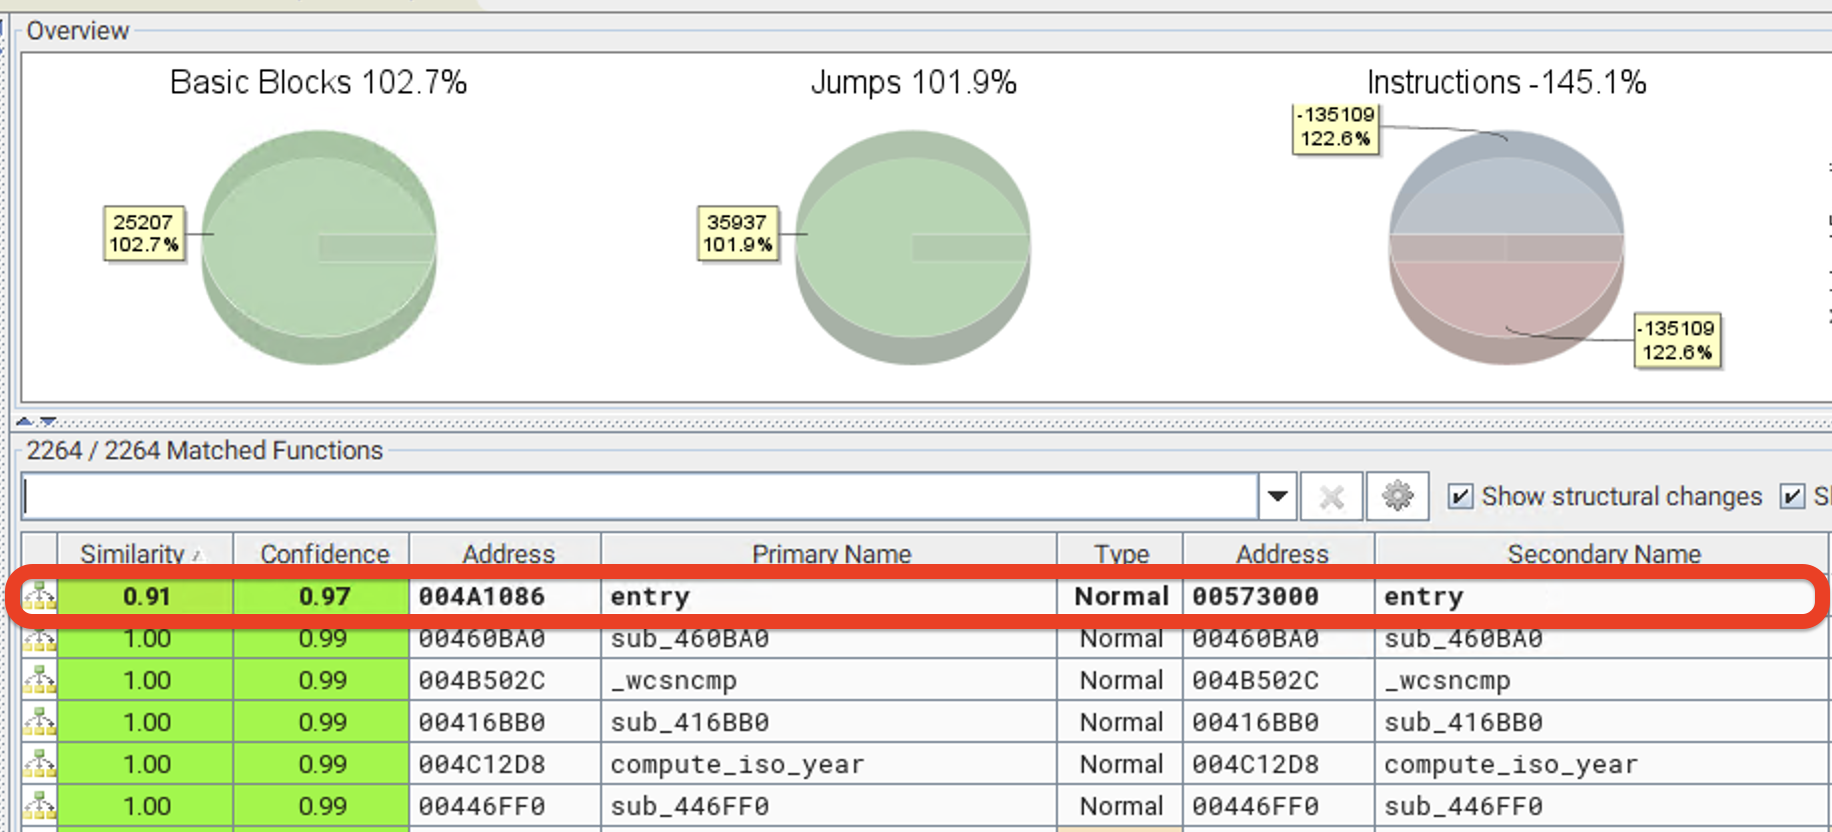 Overview
Basic Blocks 102.7%
Jumps 101.9%
Instructions -145.1%
25207
102.7%
35937
101.9%
-135109
122.6%
-135109
122.6%
2264 / 2264 Matched Functions
Show structural changes
Similarity Confidence Address Primary Name Type Address Secondary Name
0.91 0.97 004A1086 entry Normal 00573000 entry
1.00 0.99 00460BA0 sub_460BA0 Normal 00460BA0 sub_460BA0
1.00 0.99 004B502C _wcsncmp Normal 004B502C _wcsncmp
1.00 0.99 00416BB0 sub_416BB0 Normal 00416BB0 sub_416BB0
1.00 0.99 004C12D8 compute_iso_year Normal 004C12D8 compute_iso_year
1.00 0.99 00446FF0 sub_446FF0 Normal 00446FF0 sub_446FF0